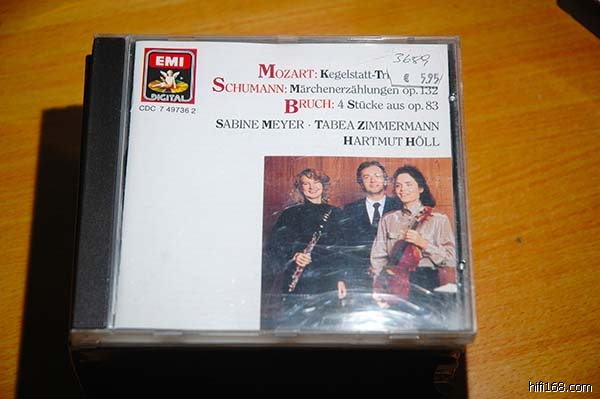 EMI
DIGITAL
CDC 7 49736 2
MOZART: Kegelstatt-Tr
SCHUMANN: Märchenerzählungen op. 132
BRUCH: 4 Stücke aus op. 83
SABINE MEYER · TABEA ZIMMERMANN
HARTMUT HÖLL
3689
€ 5,95
hifi168.com